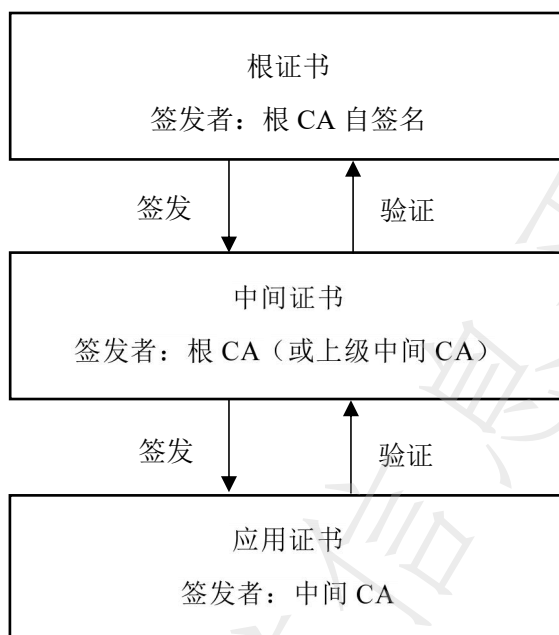 根证书
签发者：根 CA 自签名
签发 验证
中间证书
签发者：根 CA（或上级中间 CA）
签发 验证
应用证书
签发者：中间 CA